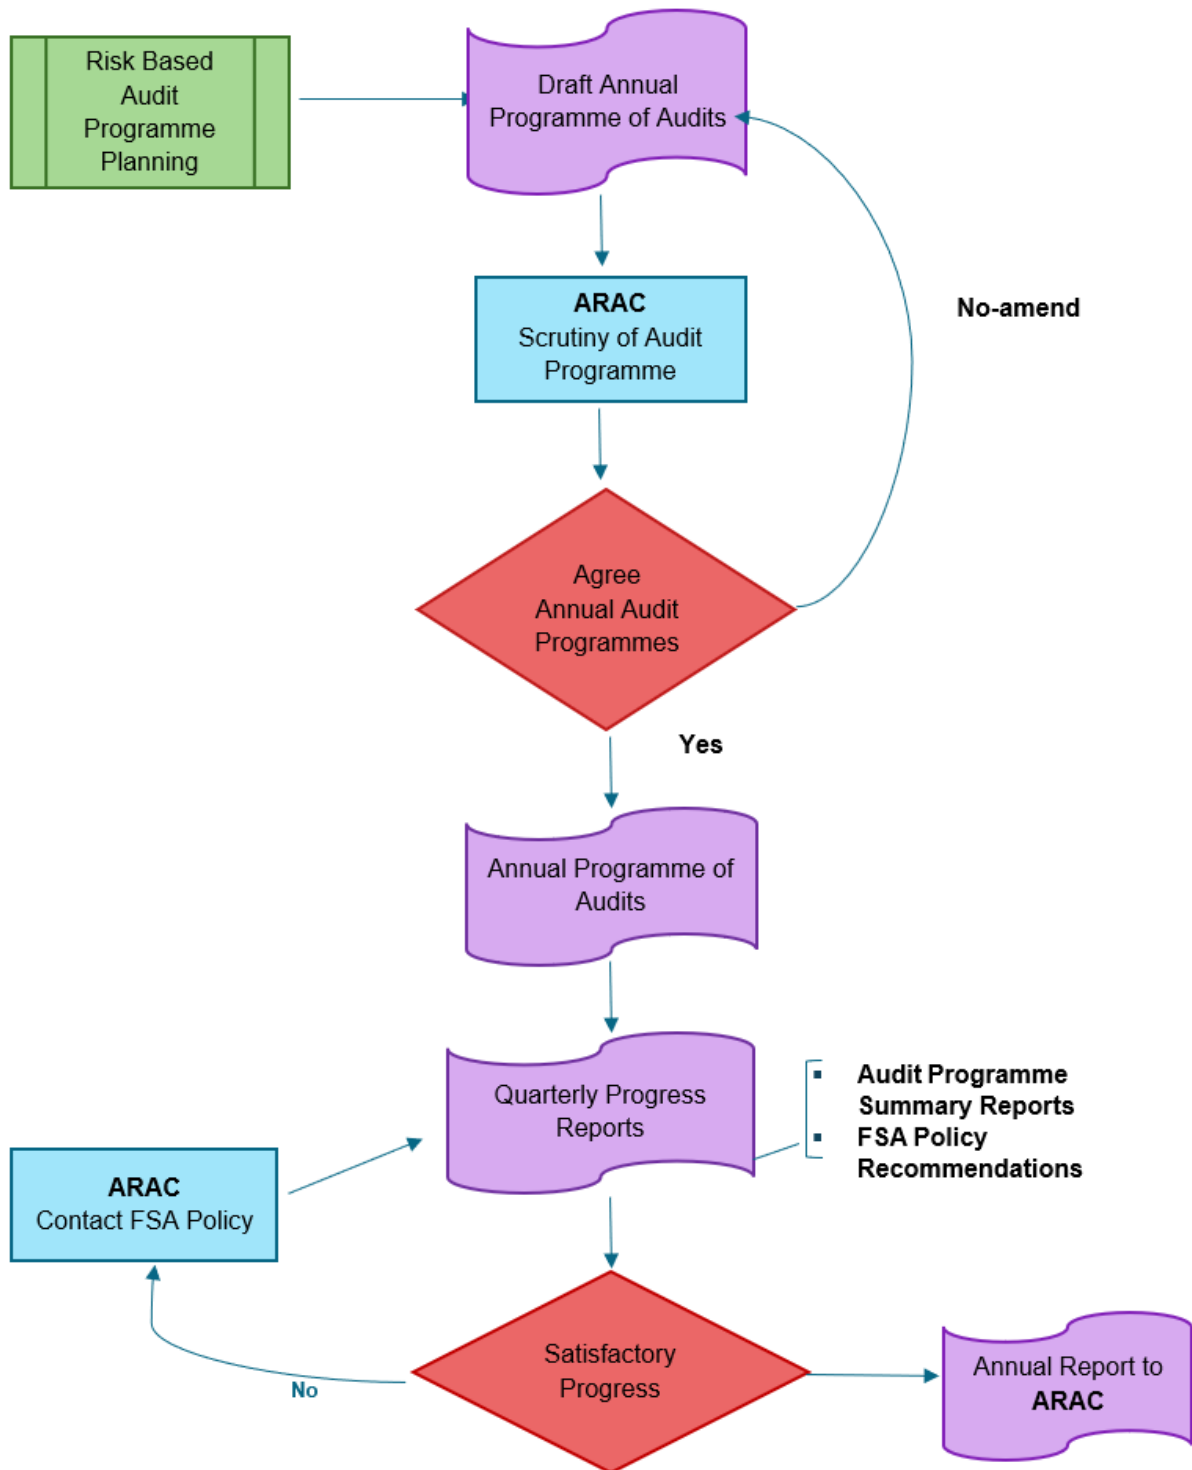 Risk Based
Audit
Programme
Planning
Draft Annual
Programme of Audits
ARAC
Scrutiny of Audit
Programme
No-amend
Agree
Annual Audit
Programmes
Yes
Annual Programme of
Audits
Quarterly Progress
Reports
▪ Audit Programme
Summary Reports
▪ FSA Policy
Recommendations
ARAC
Contact FSA Policy
No
Satisfactory
Progress
Annual Report to
ARAC